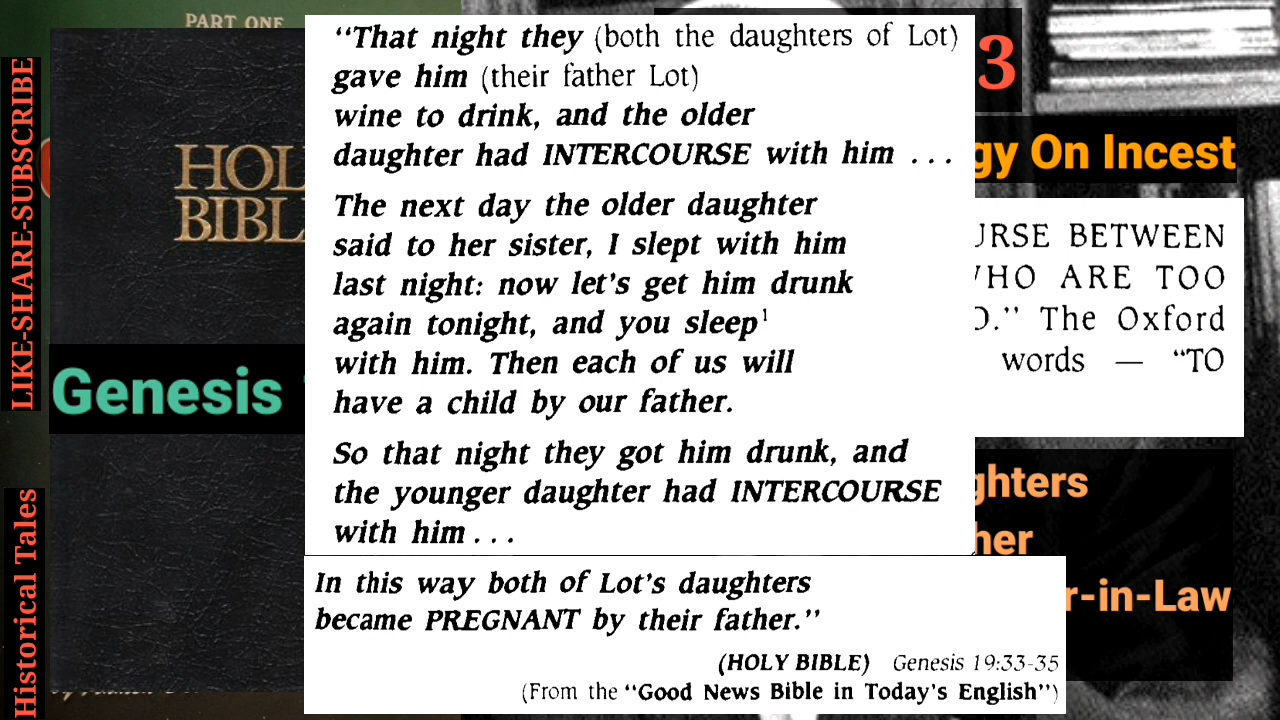 PART ONE
HOL
BIBL
LIKE-SHARE-SUBSCRIBE
Historical Tales
Genesis
“That night they (both the daughters of Lot)
gave him (their father Lot)
wine to drink, and the older
daughter had INTERCOURSE with him . . .
The next day the older daughter
said to her sister, I slept with him
last night: now let’s get him drunk
again tonight, and you sleep¹
with him. Then each of us will
have a child by our father.
So that night they got him drunk, and
the younger daughter had INTERCOURSE
with him . . .
In this way both of Lot’s daughters
became PREGNANT by their father.”
(HOLY BIBLE) Genesis 19:33-35
(From the “Good News Bible in Today’s English”)
3
gy On Incest
URSE BETWEEN
WHO ARE TOO
D.” The Oxford
words — “TO
ghters
her
r-in-Law